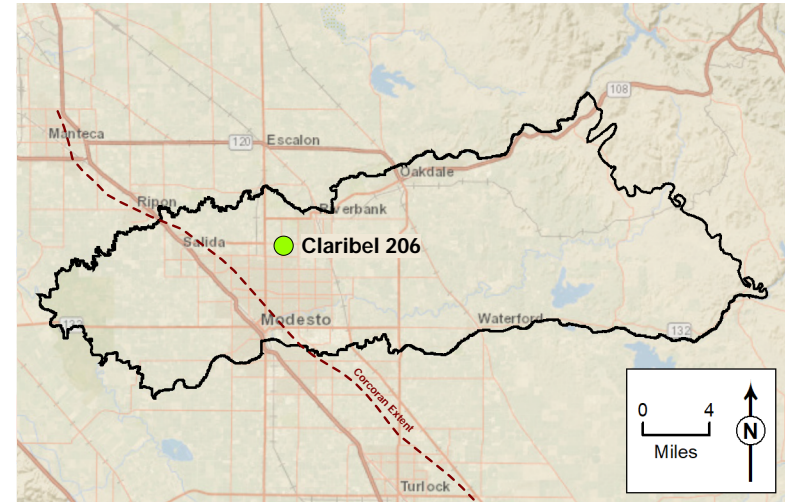 108
Manteca
120
Escalon
Oakdale
Ripon
Riverbank
Salida
Claribel 206
132
Modesto
Waterford
132
Corcoran Extent
Turlock
0 4
Miles
N